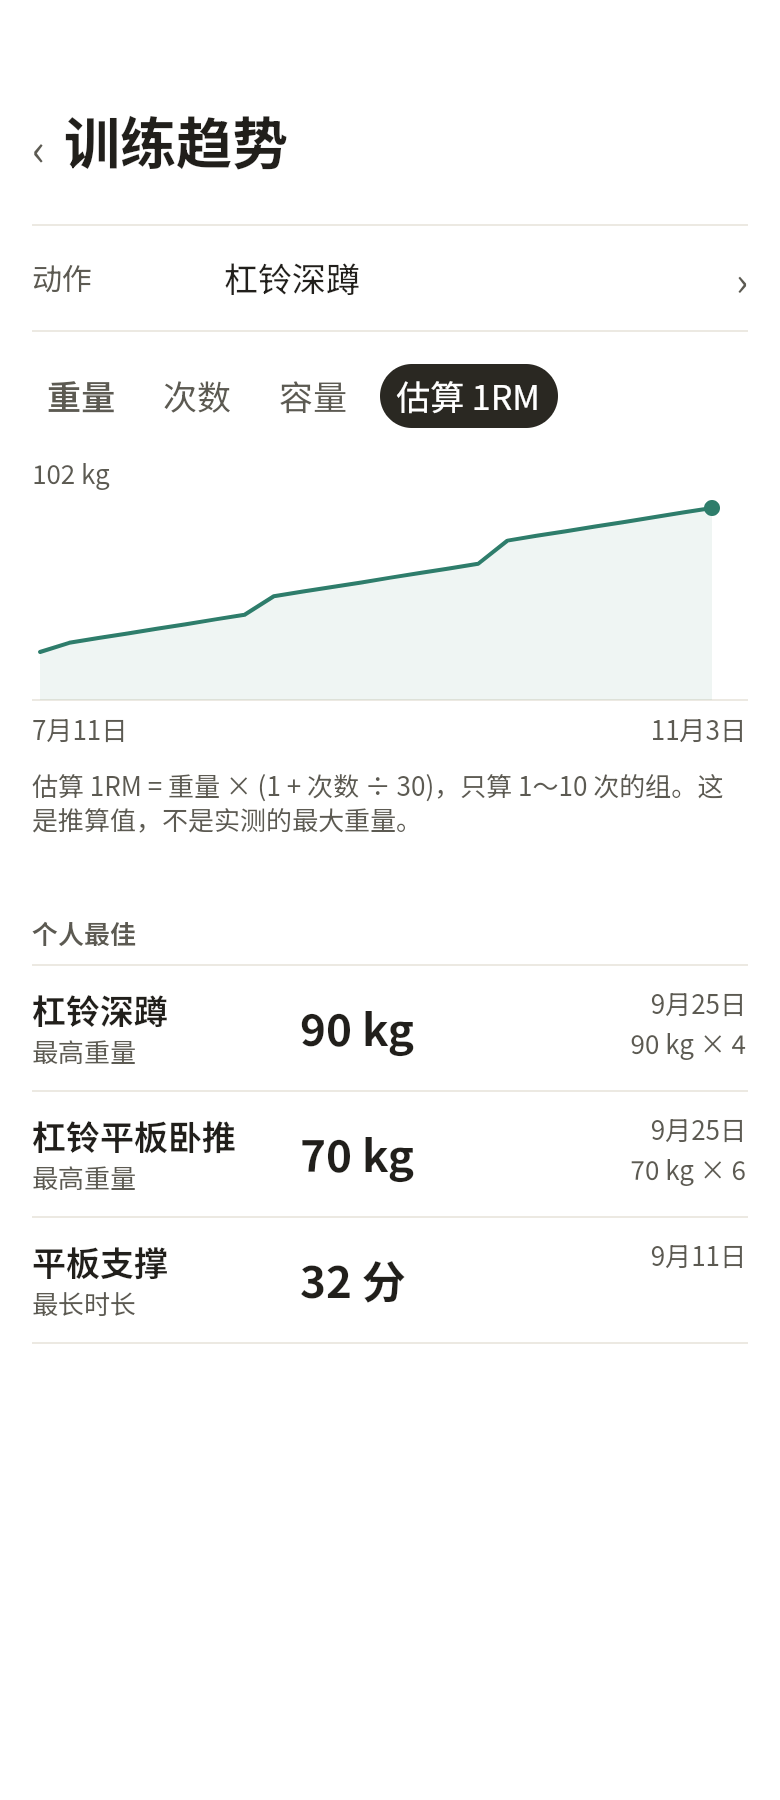 ‹ 训练趋势
动作 杠铃深蹲 ›
重量 次数 容量 估算 1RM
102 kg
7月11日 11月3日
估算 1RM = 重量 × (1 + 次数 ÷ 30)，只算 1～10 次的组。这
是推算值，不是实测的最大重量。
个人最佳
杠铃深蹲
最高重量
90 kg
9月25日
90 kg × 4
杠铃平板卧推
最高重量
70 kg
9月25日
70 kg × 6
平板支撑
最长时长
32 分
9月11日